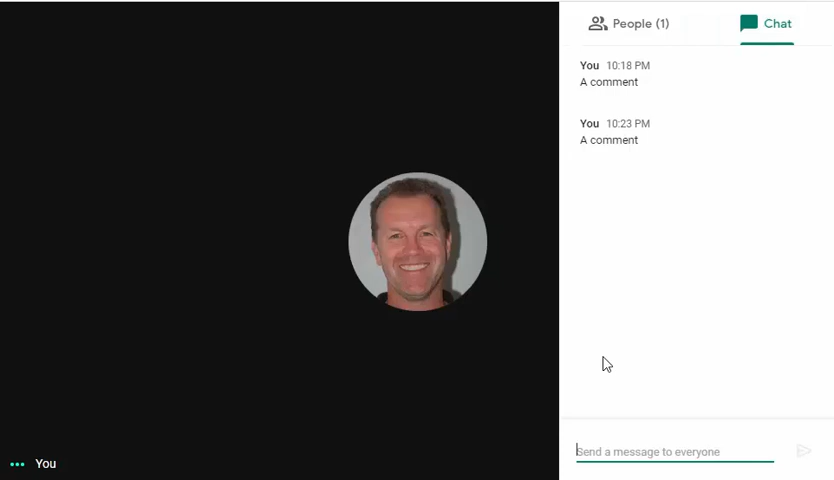 People (1)
Chat
You 10:18 PM
A comment
You 10:23 PM
A comment
Send a message to everyone
You